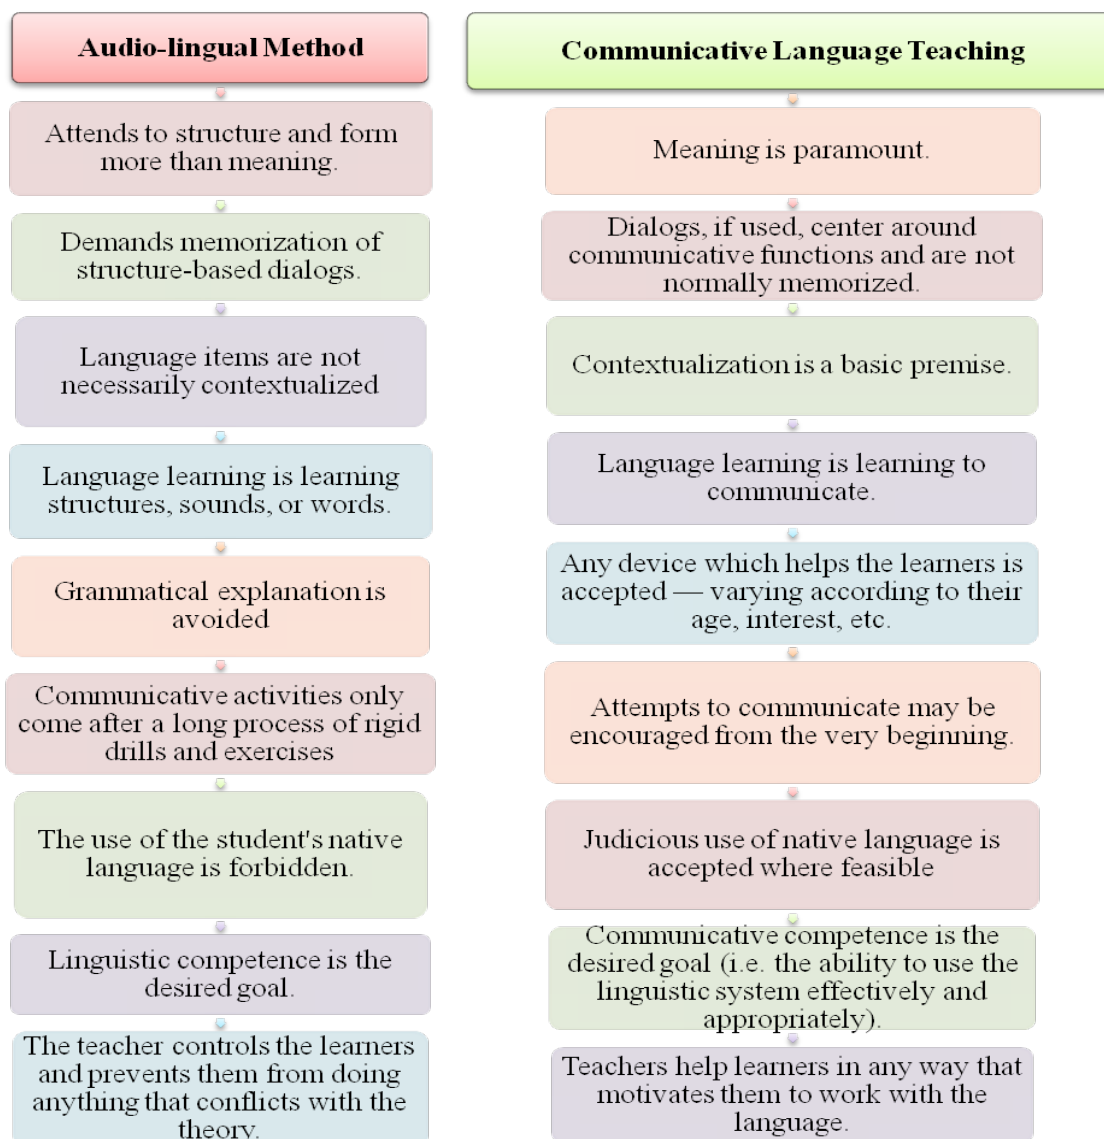 Audio-lingual Method
Attends to structure and form
more than meaning.
Demands memorization of
structure-based dialogs.
Language items are not
necessarily contextualized
Language learning is learning
structures, sounds, or words.
Grammatical explanation is
avoided
Communicative activities only
come after a long process of rigid
drills and exercises
The use of the student's native
language is forbidden.
Linguistic competence is the
desired goal.
The teacher controls the learners
and prevents them from doing
anything that conflicts with the
theory.
Communicative Language Teaching
Meaning is paramount.
Dialogs, if used, center around
communicative functions and are not
normally memorized.
Contextualization is a basic premise.
Language learning is learning to
communicate.
Any device which helps the learners is
accepted — varying according to their
age, interest, etc.
Attempts to communicate may be
encouraged from the very beginning.
Judicious use of native language is
accepted where feasible
Communicative competence is the
desired goal (i.e. the ability to use the
linguistic system effectively and
appropriately).
Teachers help learners in any way that
motivates them to work with the
language.